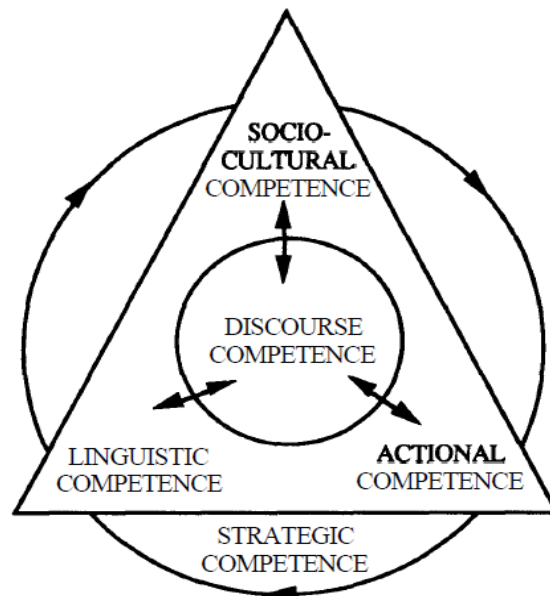 SOCIO-
CULTURAL
COMPETENCE
DISCOURSE
COMPETENCE
LINGUISTIC
COMPETENCE
ACTIONAL
COMPETENCE
STRATEGIC
COMPETENCE